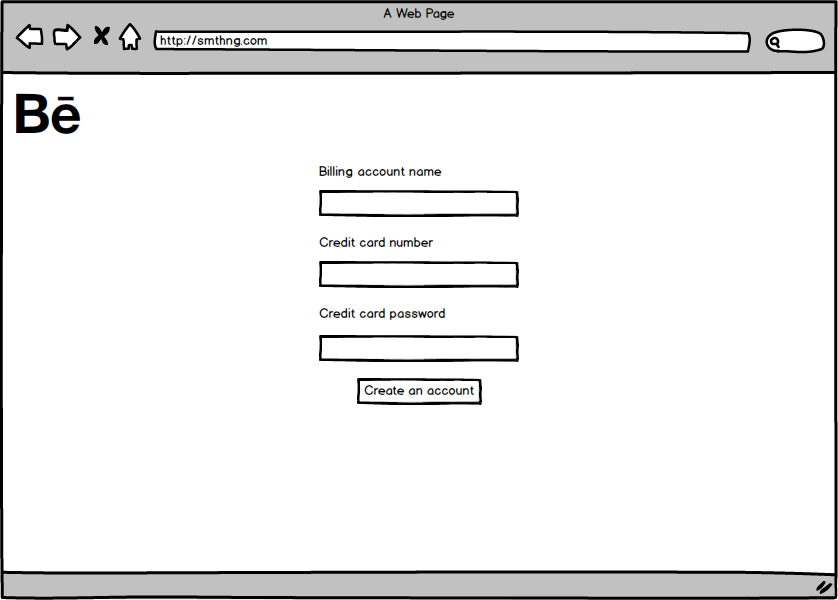 A Web Page
http://smthng.com
Bē
Billing account name
Credit card number
Credit card password
Create an account